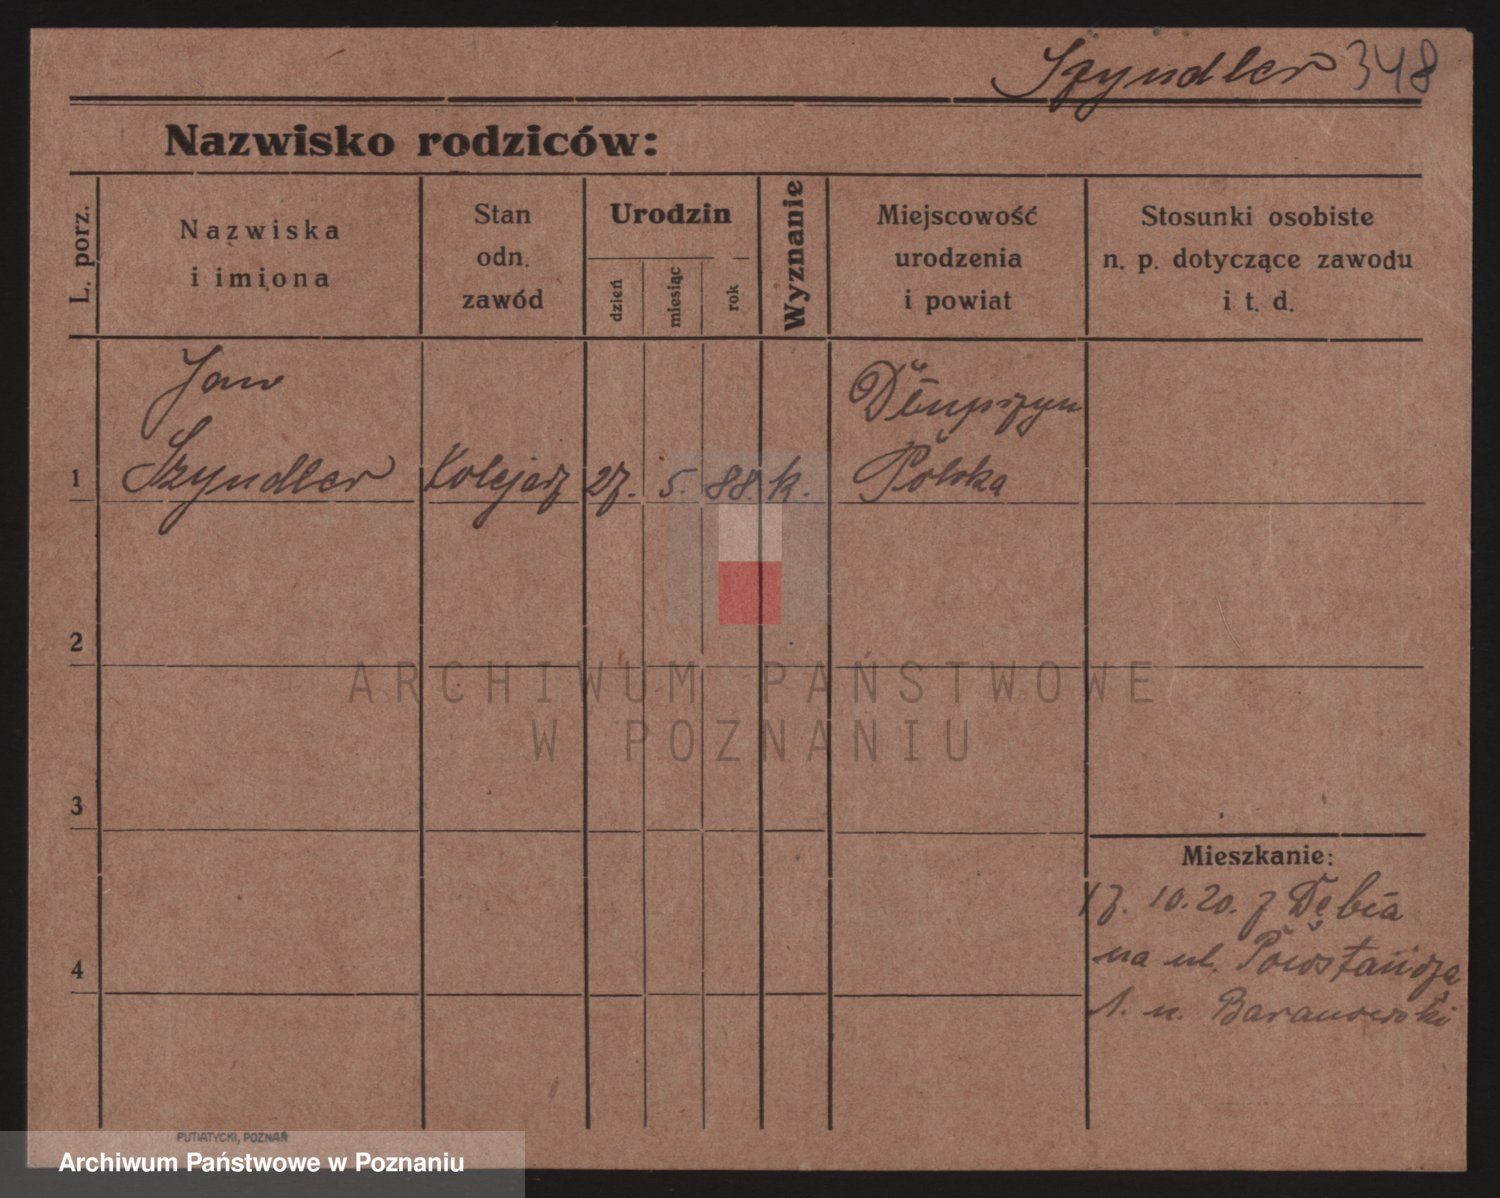 Szyndler 348
Nazwisko rodziców:
L. porz.
Nazwiska
i imiona
Stan
odn.
zawód
Urodzin
dzień
miesiąc
rok
Wyznanie
Miejscowość
urodzenia
i powiat
Stosunki osobiste
n. p. dotyczące zawodu
i t. d.
1
Jan
Szyndler
Kolejarz
27.
5.
88.
k.
Polska
2
3
4
ARCHIWUM PAŃSTWOWE
W POZNANIU
Mieszkanie:
17. 10. 20. z Dębia
na ul.
1. u. Baranowski
PUTIATYCKI, POZNAŃ
Archiwum Państwowe w Poznaniu